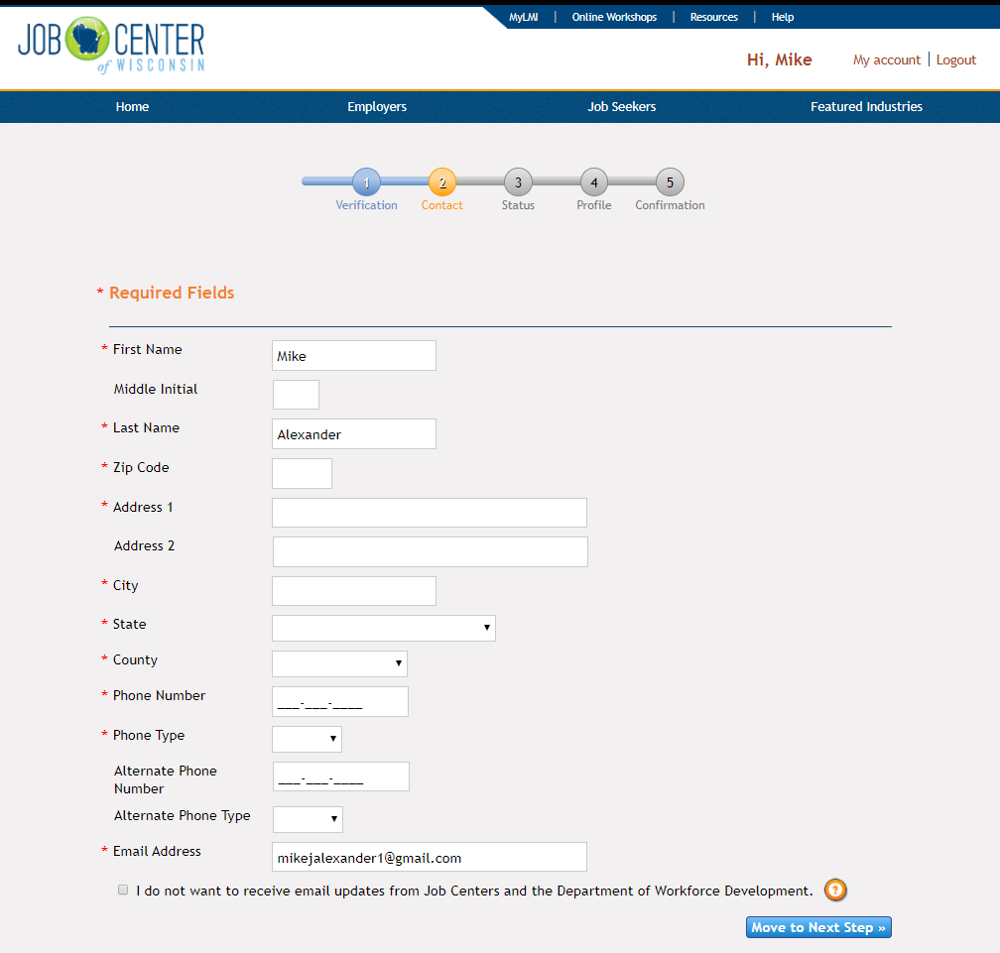 MyLMI | Online Workshops | Resources | Help
JOB CENTER
of WISCONSIN
Hi, Mike
My account | Logout
Home Employers Job Seekers Featured Industries
1 2 3 4 5
Verification Contact Status Profile Confirmation
* Required Fields
* First Name Mike
Middle Initial
* Last Name Alexander
* Zip Code
* Address 1
Address 2
* City
* State
* County
* Phone Number ___-___-____
* Phone Type
Alternate Phone
Number ___-___-____
Alternate Phone Type
* Email Address mikejalexander1@gmail.com
I do not want to receive email updates from Job Centers and the Department of Workforce Development. ?
Move to Next Step »